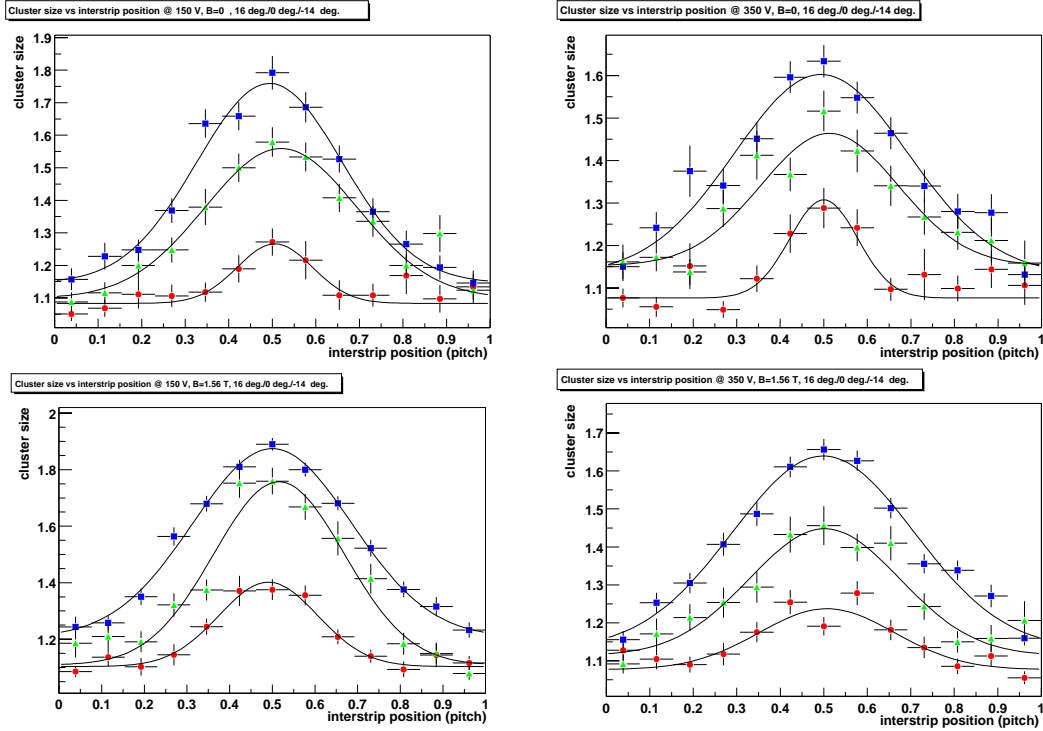 Cluster size vs interstrip position @ 150 V, B=0 , 16 deg./0 deg./-14 deg.
cluster size
1.9
1.8
1.7
1.6
1.5
1.4
1.3
1.2
1.1
0 0.1 0.2 0.3 0.4 0.5 0.6 0.7 0.8 0.9 1
interstrip position (pitch)
Cluster size vs interstrip position @ 350 V, B=0, 16 deg./0 deg./-14 deg.
cluster size
1.6
1.5
1.4
1.3
1.2
1.1
0 0.1 0.2 0.3 0.4 0.5 0.6 0.7 0.8 0.9 1
interstrip position (pitch)
Cluster size vs interstrip position @ 150 V, B=1.56 T, 16 deg./0 deg./-14 deg.
cluster size
2
1.8
1.6
1.4
1.2
0 0.1 0.2 0.3 0.4 0.5 0.6 0.7 0.8 0.9 1
interstrip position (pitch)
Cluster size vs interstrip position @ 350 V, B=1.56 T, 16 deg./0 deg./-14 deg.
cluster size
1.7
1.6
1.5
1.4
1.3
1.2
1.1
0 0.1 0.2 0.3 0.4 0.5 0.6 0.7 0.8 0.9 1
interstrip position (pitch)